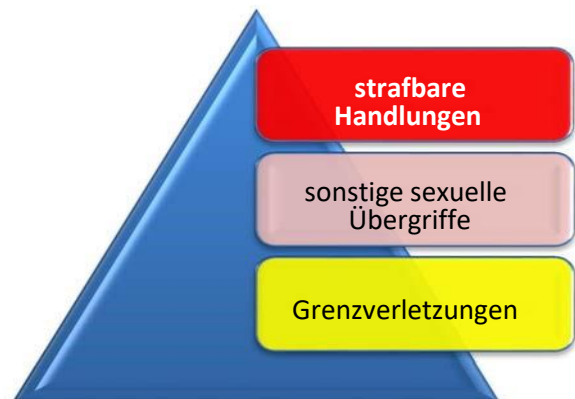 strafbare
Handlungen
sonstige sexuelle
Übergriffe
Grenzverletzungen